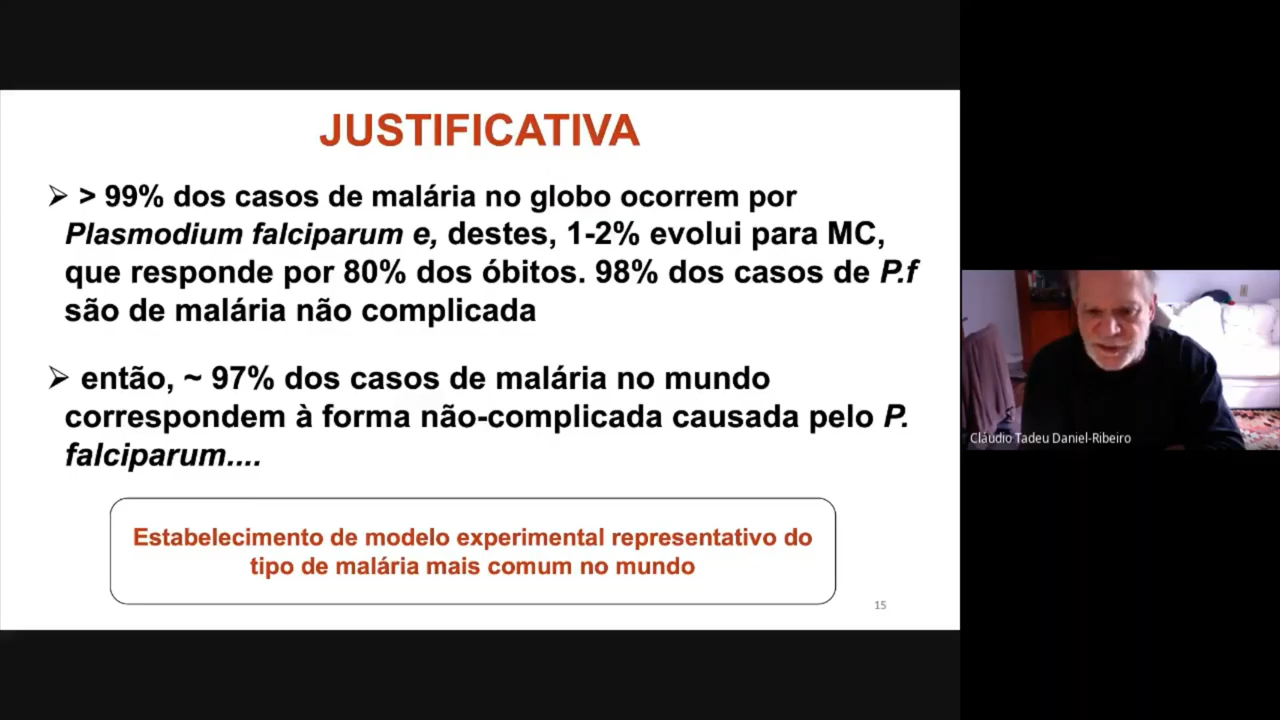 JUSTIFICATIVA
➢ > 99% dos casos de malária no globo ocorrem por
Plasmodium falciparum e, destes, 1-2% evolui para MC,
que responde por 80% dos óbitos. 98% dos casos de P.f
são de malária não complicada
➢ então, ~ 97% dos casos de malária no mundo
correspondem à forma não-complicada causada pelo P.
falciparum....
Estabelecimento de modelo experimental representativo do
tipo de malária mais comum no mundo
15
Cláudio Tadeu Daniel-Ribeiro